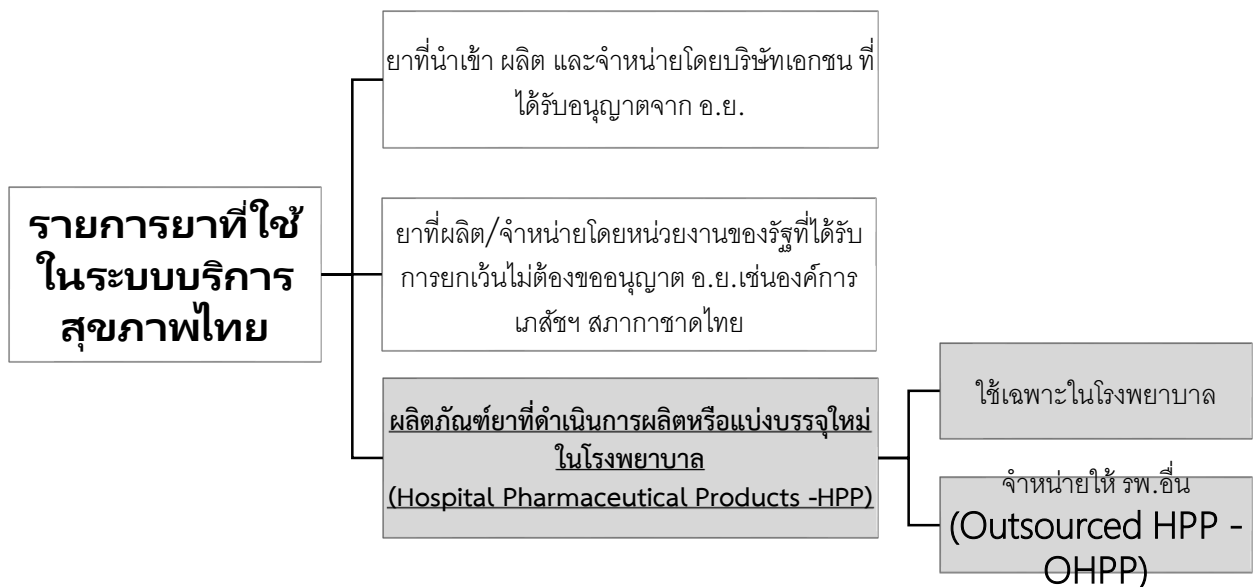 รายการยาที่ใช้
ในระบบบริการ
สุขภาพไทย
ยาที่นำเข้า ผลิต และจำหน่ายโดยบริษัทเอกชน ที่
ได้รับอนุญาตจาก อ.ย.
ยาที่ผลิต/จำหน่ายโดยหน่วยงานของรัฐที่ได้รับ
การยกเว้นไม่ต้องขออนุญาต อ.ย.เช่นองค์การ
เภสัชฯ สภากาชาดไทย
ผลิตภัณฑ์ยาที่ดำเนินการผลิตหรือแบ่งบรรจุใหม่
ในโรงพยาบาล
(Hospital Pharmaceutical Products -HPP)
ใช้เฉพาะในโรงพยาบาล
จำหน่ายให้ รพ.อื่น
(Outsourced HPP -
OHPP)